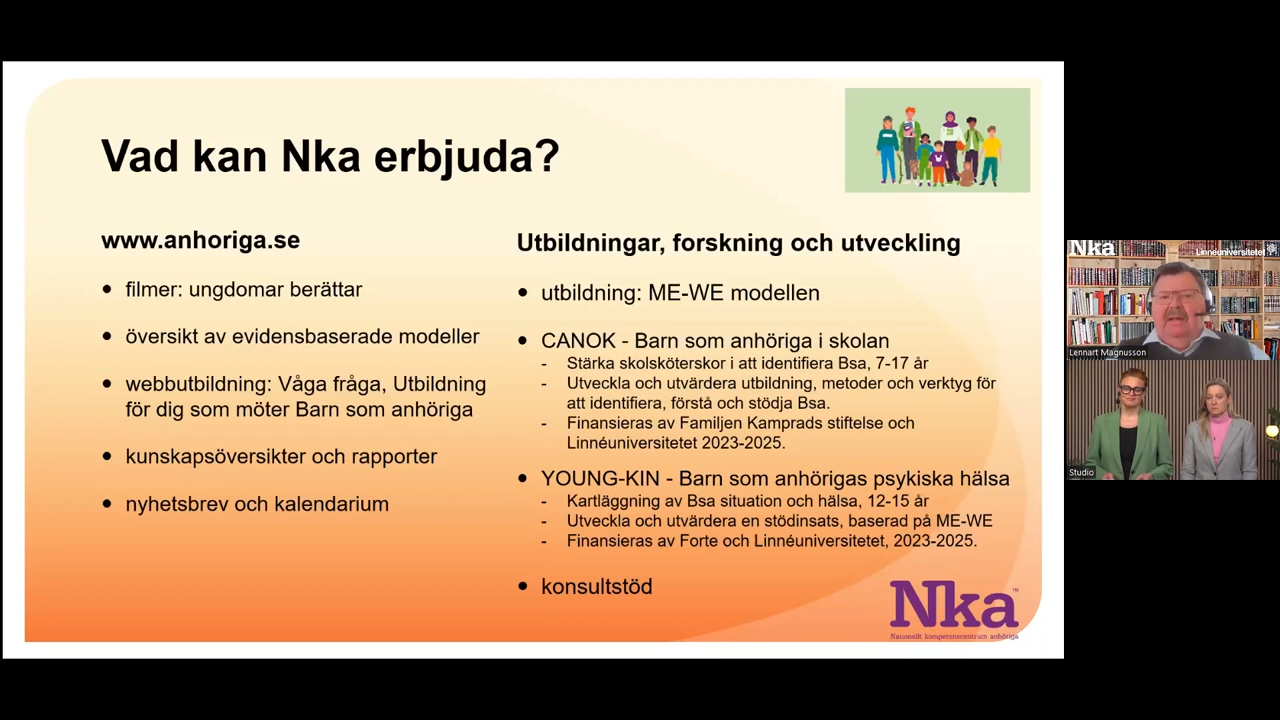 Vad kan Nka erbjuda?
www.anhoriga.se
• filmer: ungdomar berättar
• översikt av evidensbaserade modeller
• webbutbildning: Våga fråga, Utbildning
för dig som möter Barn som anhöriga
• kunskapsöversikter och rapporter
• nyhetsbrev och kalendarium
Utbildningar, forskning och utveckling
• utbildning: ME-WE modellen
• CANOK - Barn som anhöriga i skolan
- Stärka skolsköterskor i att identifiera Bsa, 7-17 år
- Utveckla och utvärdera utbildning, metoder och verktyg för
att identifiera, förstå och stödja Bsa.
- Finansieras av Familjen Kamprads stiftelse och
Linnéuniversitetet 2023-2025.
• YOUNG-KIN - Barn som anhörigas psykiska hälsa
- Kartläggning av Bsa situation och hälsa, 12-15 år
- Utveckla och utvärdera en stödinsats, baserad på ME-WE
- Finansieras av Forte och Linnéuniversitetet, 2023-2025.
• konsultstöd
Nka™
Nationellt kompetenscentrum anhöriga
Nka
Linnéuniversitetet
Lennart Magnusson
Studio